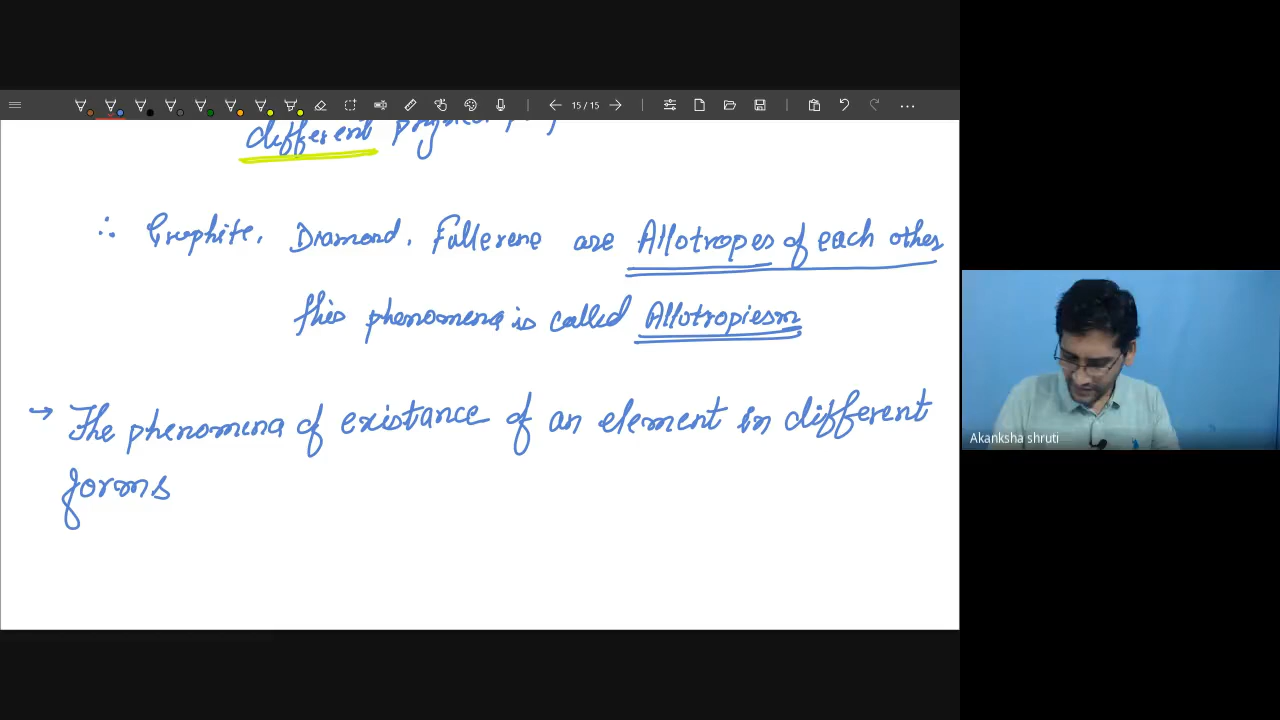 15 / 15
different
∴ Graphite, Diamond, Fullerene are Allotropes of each other
this phenomena is called Allotropiesm
→ The phenomena of existance of an element in different
forms
Akanksha shruti